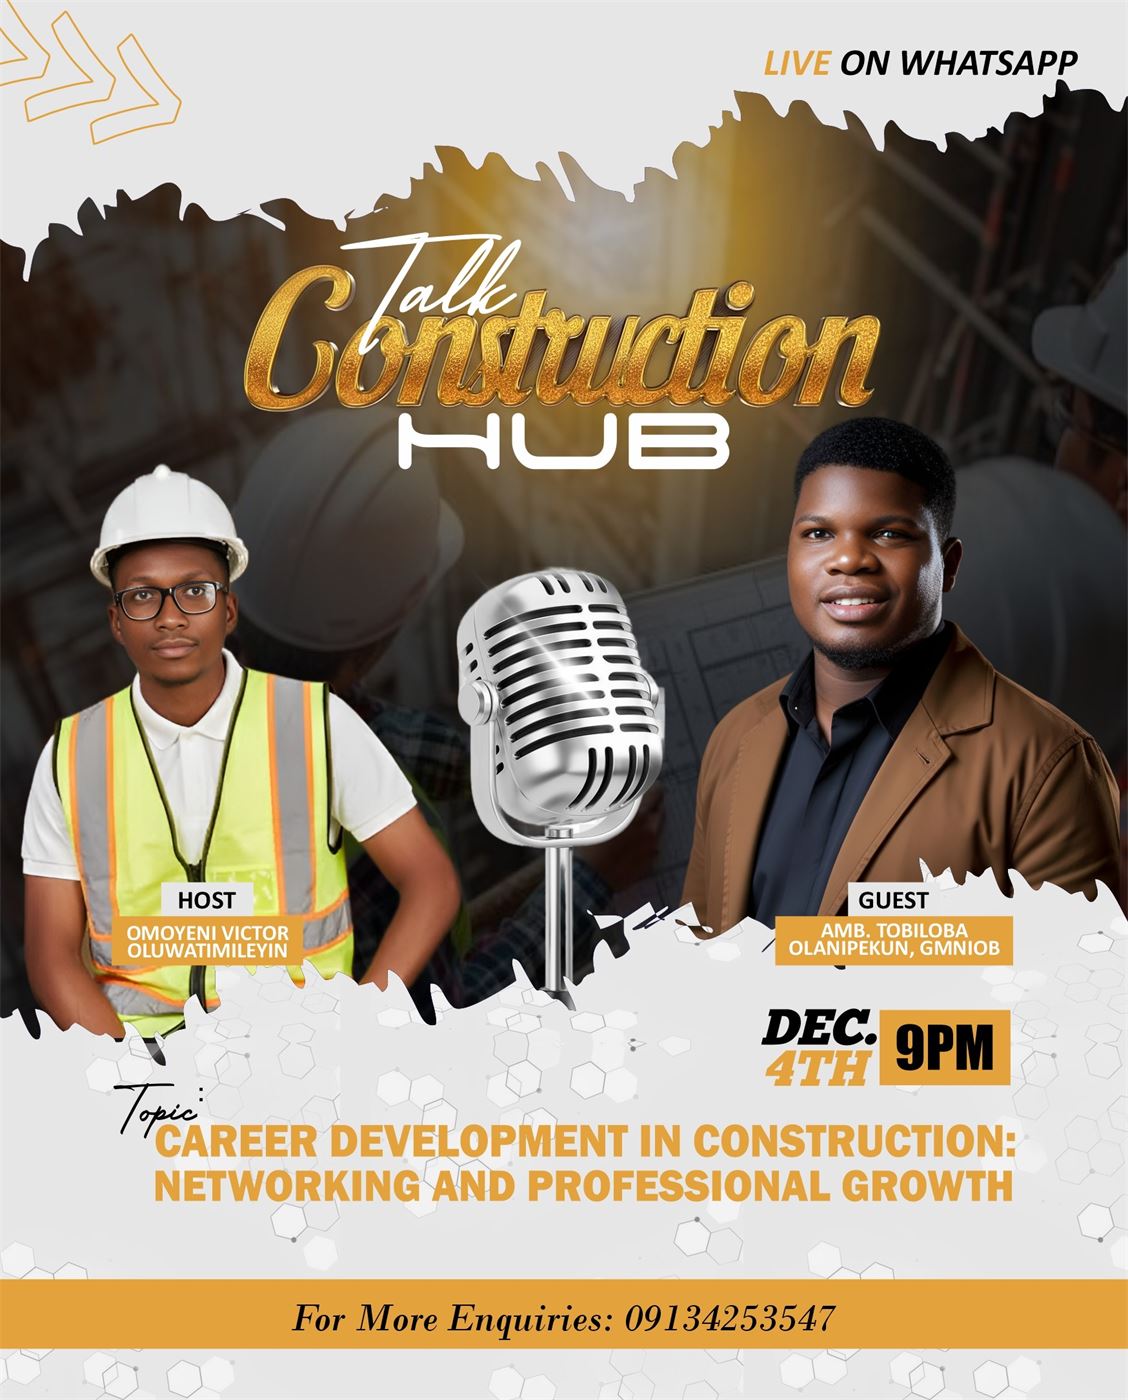 LIVE ON WHATSAPP
Talk
Construction
HUB
HOST
OMOYENI VICTOR
OLUWATIMILEYIN
GUEST
AMB. TOBILOBA
OLANIPEKUN, GMNIOB
DEC.
4TH
9PM
Topic:
CAREER DEVELOPMENT IN CONSTRUCTION:
NETWORKING AND PROFESSIONAL GROWTH
For More Enquiries: 09134253547